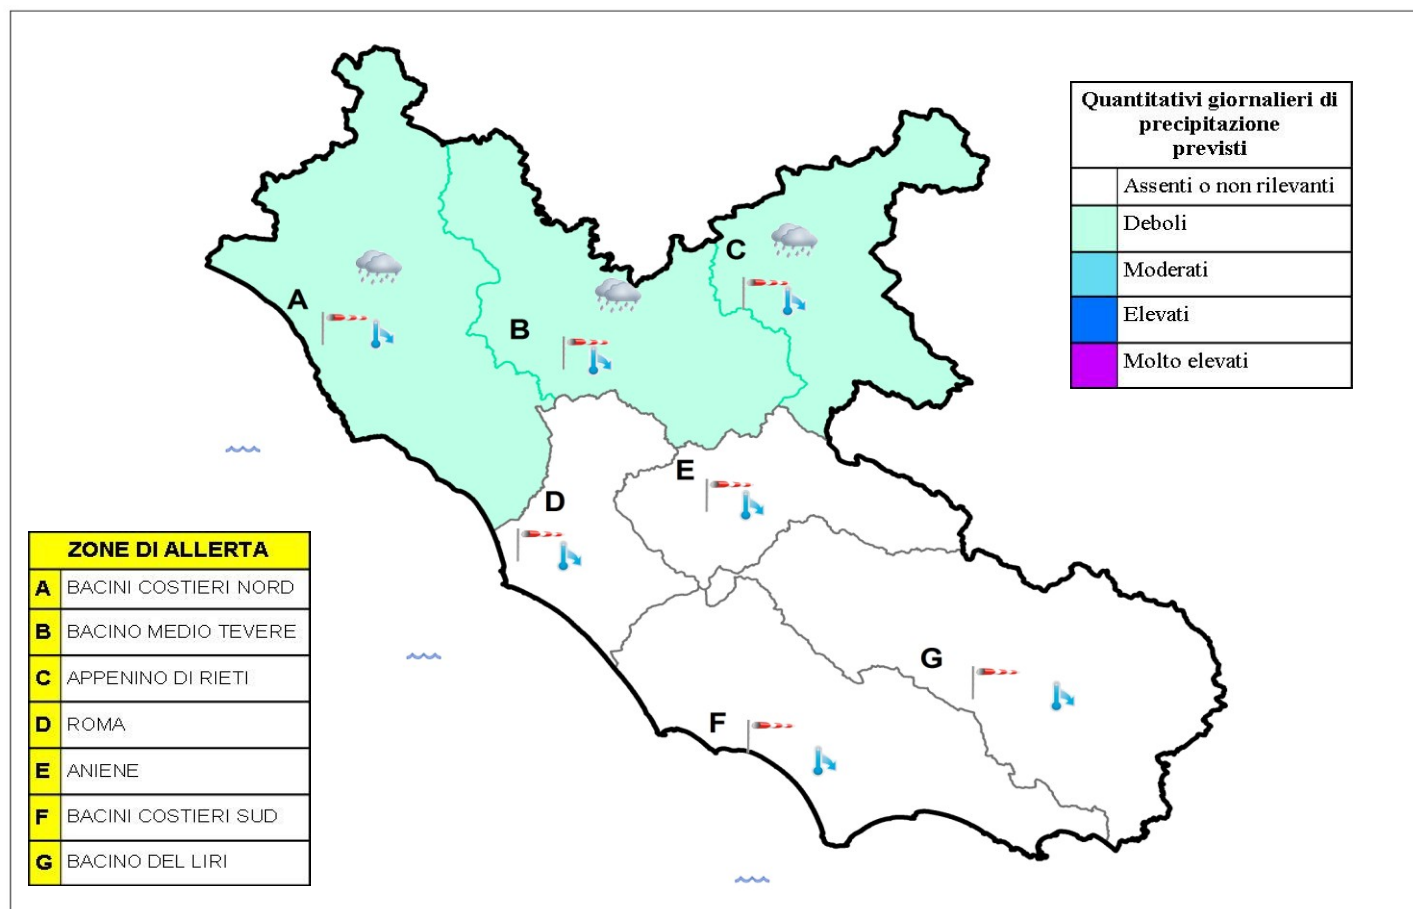 Quantitativi giornalieri di
precipitazione
previsti
Assenti o non rilevanti
Deboli
Moderati
Elevati
Molto elevati
C
A
B
E
D
G
F
ZONE DI ALLERTA
A BACINI COSTIERI NORD
B BACINO MEDIO TEVERE
C APPENINO DI RIETI
D ROMA
E ANIENE
F BACINI COSTIERI SUD
G BACINO DEL LIRI